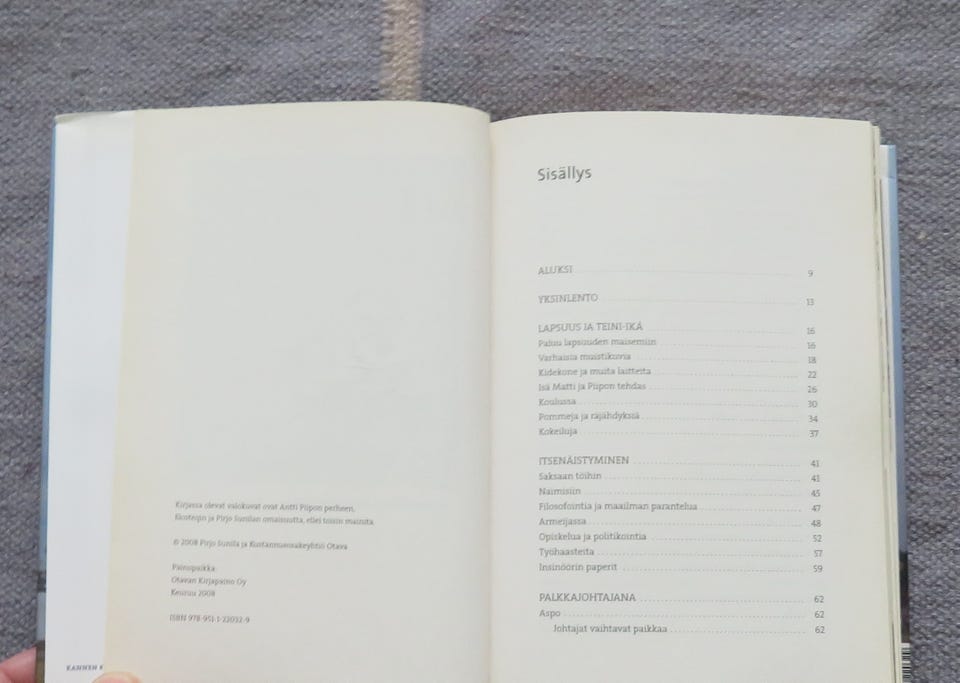 Kirjassa olevat valokuvat ovat Antti Piipon perheen,
Elcoteqin ja Pirjo Sunilan omaisuutta, ellei toisin mainita.
© 2008 Pirjo Sunila ja Kustannusosakeyhtiö Otava
Painopaikka:
Otavan Kirjapaino Oy
Keuruu 2008
ISBN 978-951-1-22032-9
KANNEN
Sisällys
ALUKSI 9
YKSINLENTO 13
LAPSUUS JA TEINI-IKÄ 16
Paluu lapsuuden maisemiin 16
Varhaisia muistikuvia 18
Kidekone ja muita laitteita 22
Isä Matti ja Piipon tehdas 26
Koulussa 30
Pommeja ja räjähdyksiä 34
Kokeiluja 37
ITSENÄISTYMINEN 41
Saksaan töihin 41
Naimisiin 45
Filosofointia ja maailman parantelua 47
Armeijassa 48
Opiskelua ja politikointia 52
Työhaasteita 57
Insinöörin paperit 59
PALKKAJOHTAJANA 62
Aspo 62
Johtajat vaihtavat paikkaa 62